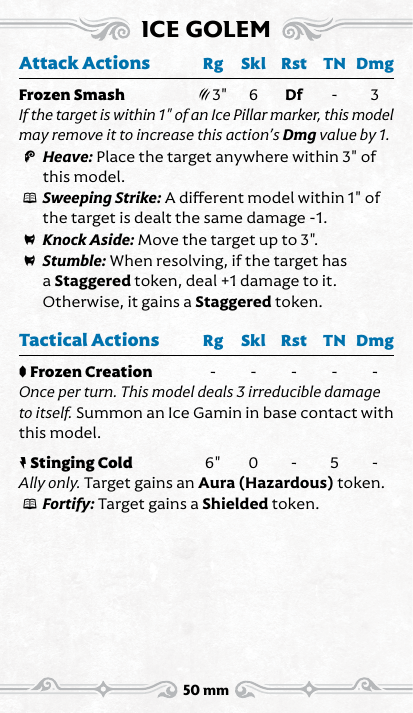 ICE GOLEM
Attack Actions Rg Skl Rst TN Dmg
Frozen Smash 3" 6 Df - 3
If the target is within 1" of an Ice Pillar marker, this model
may remove it to increase this action's Dmg value by 1.
Heave: Place the target anywhere within 3" of
this model.
Sweeping Strike: A different model within 1" of
the target is dealt the same damage -1.
Knock Aside: Move the target up to 3".
Stumble: When resolving, if the target has
a Staggered token, deal +1 damage to it.
Otherwise, it gains a Staggered token.
Tactical Actions Rg Skl Rst TN Dmg
Frozen Creation - - - - -
Once per turn. This model deals 3 irreducible damage
to itself. Summon an Ice Gamin in base contact with
this model.
Stinging Cold 6" 0 - 5 -
Ally only. Target gains an Aura (Hazardous) token.
Fortify: Target gains a Shielded token.
50 mm